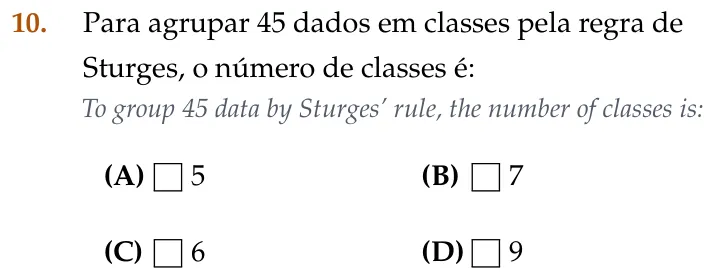 10. Para agrupar 45 dados em classes pela regra de
Sturges, o número de classes é:
To group 45 data by Sturges' rule, the number of classes is:
(A) 5 (B) 7
(C) 6 (D) 9